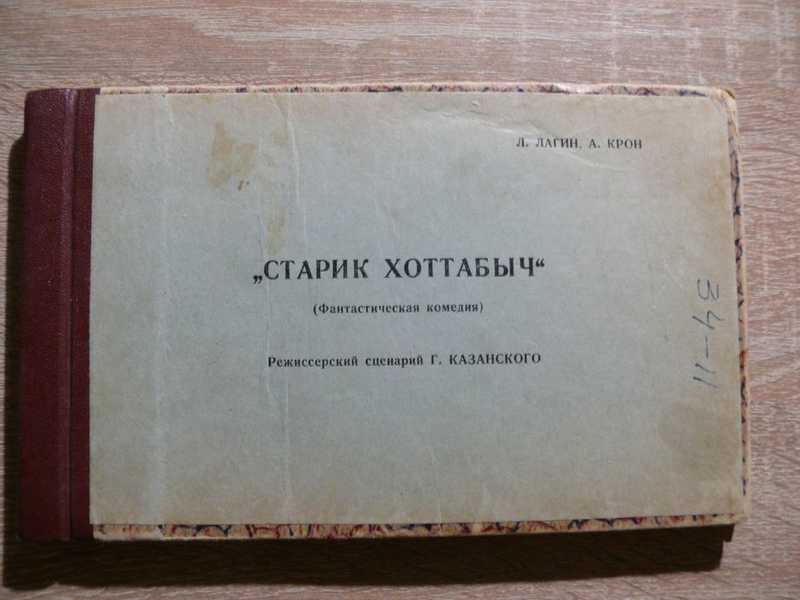 Л. ЛАГИН, А. КРОН
„СТАРИК ХОТТАБЫЧ“
(Фантастическая комедия)
Режиссерский сценарий Г. КАЗАНСКОГО
34-11